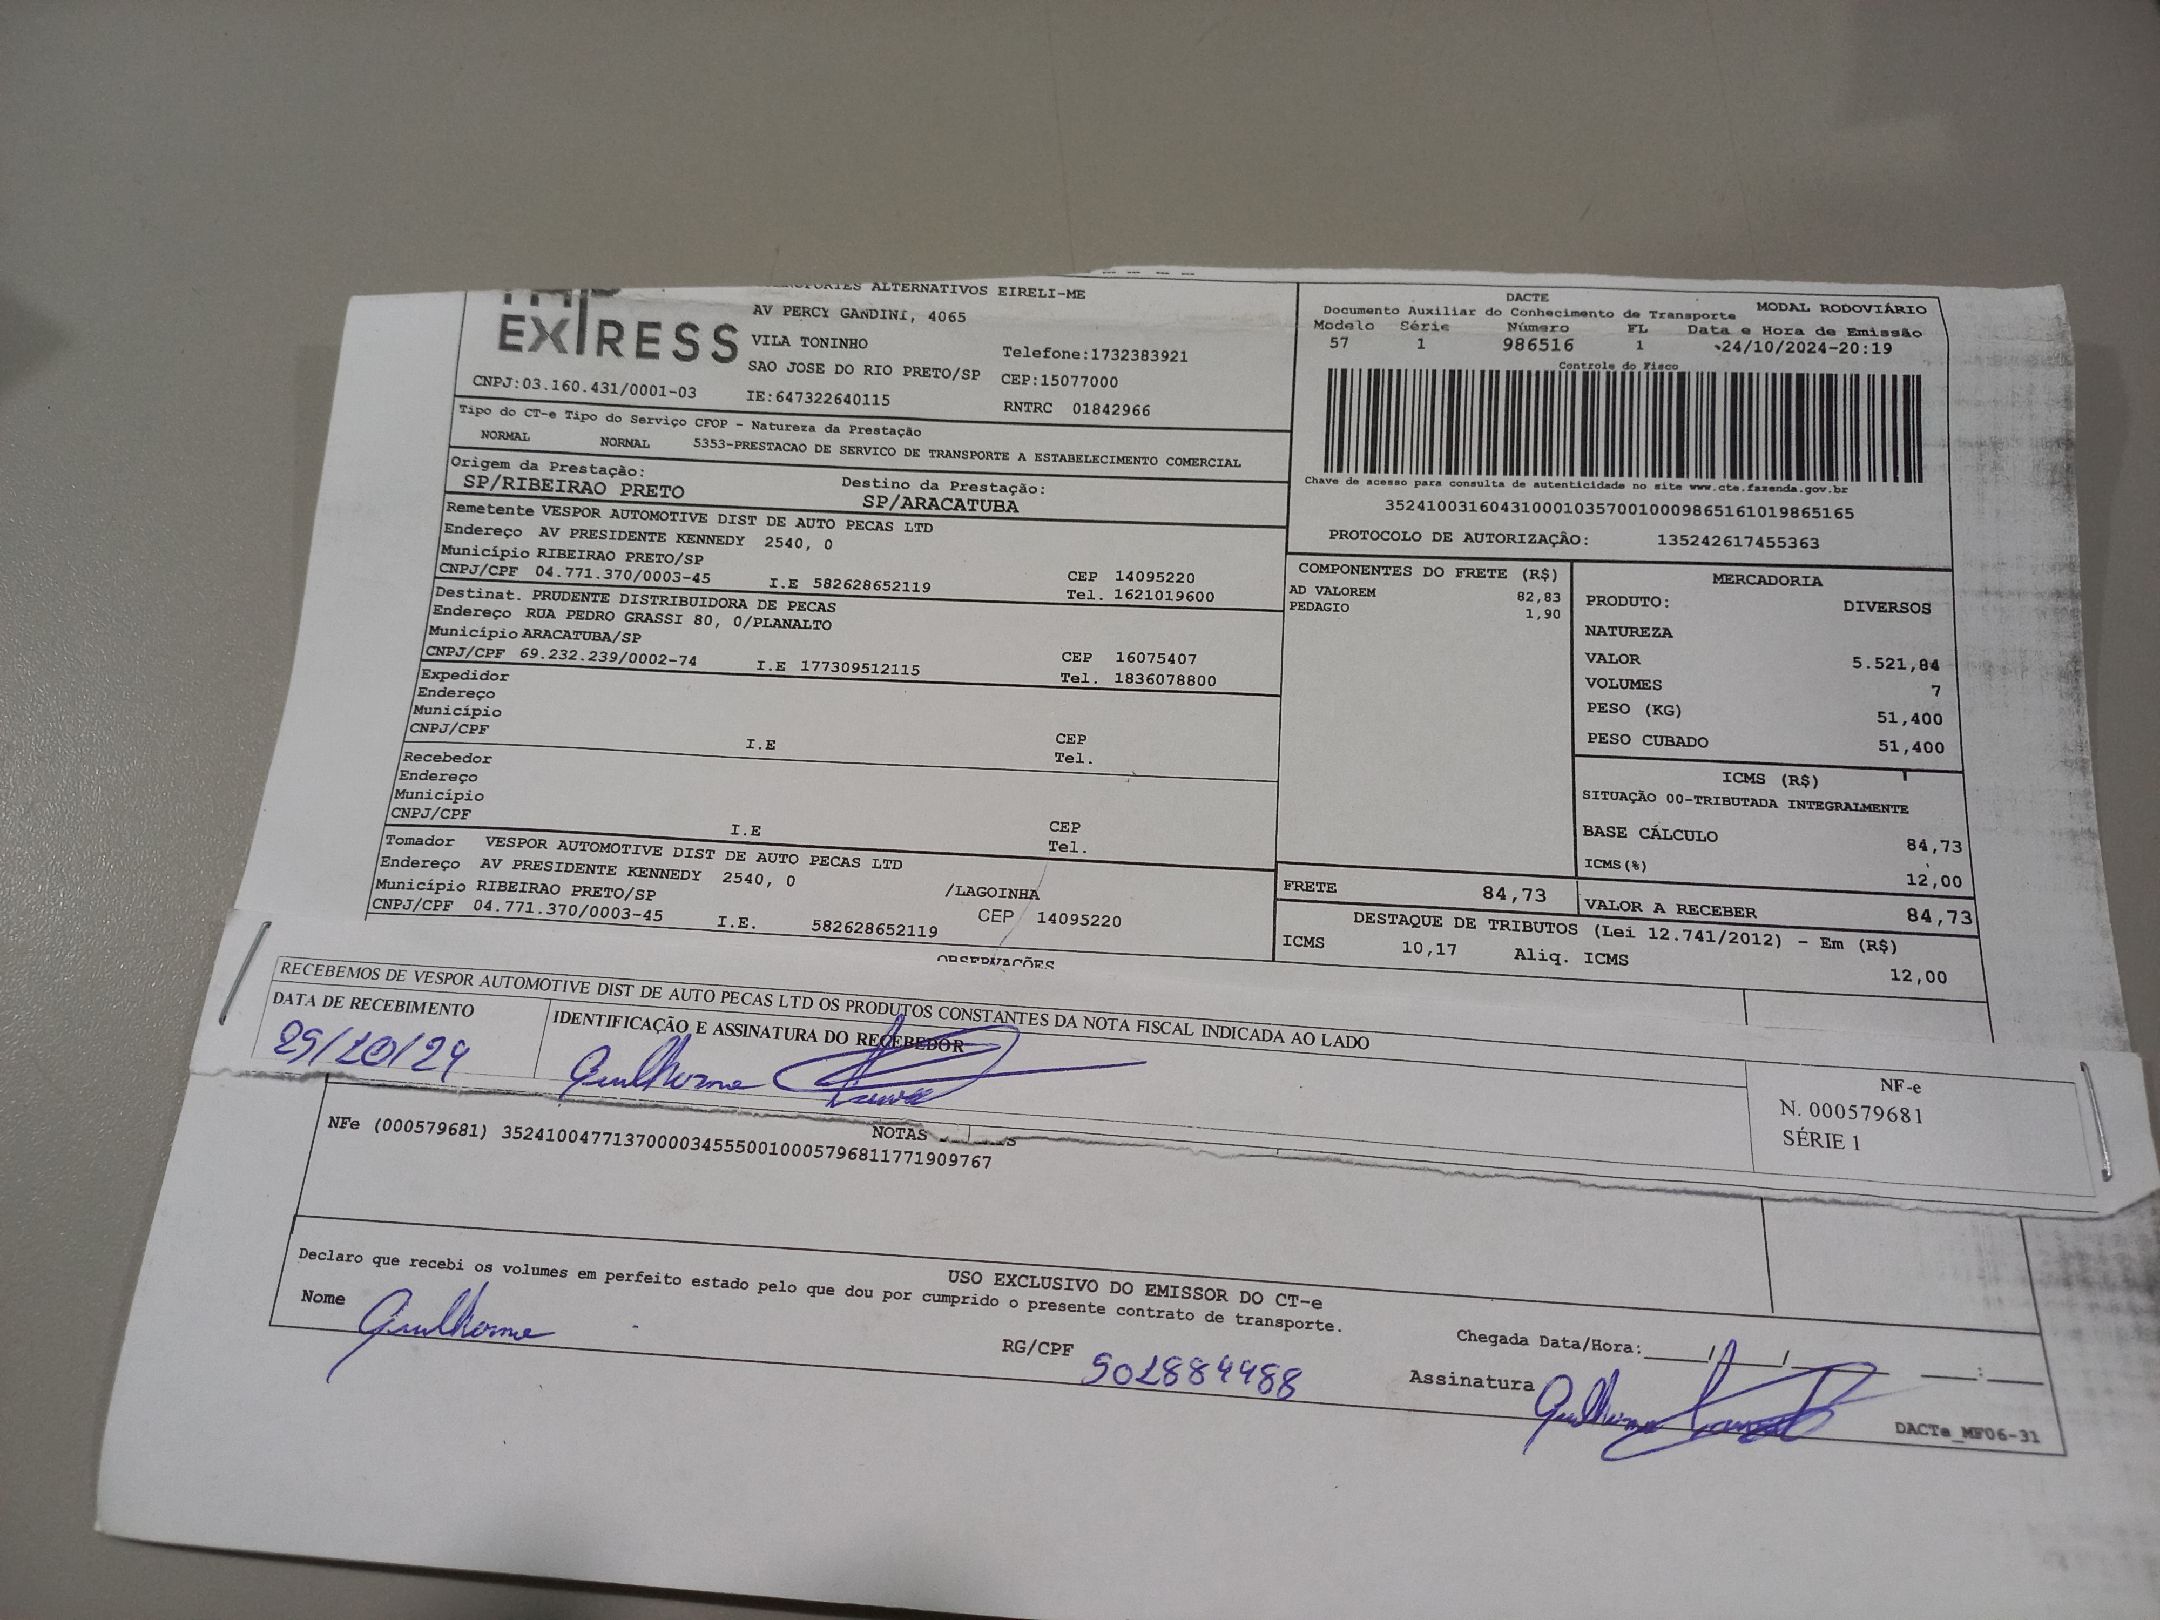 EXPRESS
ALTERNATIVOS EIRELI-ME
AV PERCY GANDINI, 4065
VILA TONINHO
Telefone:1732383921
SAO JOSE DO RIO PRETO/SP CEP:15077000
CNPJ:03.160.431/0001-03 IE:647322640115 RNTRC 01842966
Tipo do CT-e Tipo do Serviço CFOP - Natureza da Prestação
NORMAL NORMAL 5353-PRESTACAO DE SERVICO DE TRANSPORTE A ESTABELECIMENTO COMERCIAL
Origem da Prestação: Destino da Prestação:
SP/RIBEIRAO PRETO SP/ARACATUBA
Remetente VESPOR AUTOMOTIVE DIST DE AUTO PECAS LTD
Endereço AV PRESIDENTE KENNEDY 2540, 0
Município RIBEIRAO PRETO/SP CEP 14095220
CNPJ/CPF 04.771.370/0003-45 I.E 582628652119 Tel. 1621019600
Destinat. PRUDENTE DISTRIBUIDORA DE PECAS
Endereço RUA PEDRO GRASSI 80, 0/PLANALTO
Município ARACATUBA/SP CEP 16075407
CNPJ/CPF 69.232.239/0002-74 I.E 177309512115 Tel. 1836078800
Expedidor
Endereço
Município CEP
CNPJ/CPF I.E Tel.
Recebedor
Endereço
Município CEP
CNPJ/CPF I.E Tel.
Tomador VESPOR AUTOMOTIVE DIST DE AUTO PECAS LTD
Endereço AV PRESIDENTE KENNEDY 2540, 0 /LAGOINHA
Município RIBEIRAO PRETO/SP CEP 14095220
CNPJ/CPF 04.771.370/0003-45 I.E. 582628652119
OBSERVAÇÕES
DACTE MODAL RODOVIÁRIO
Documento Auxiliar do Conhecimento de Transporte
Modelo Série Número FL Data e Hora de Emissão
57 1 986516 1 24/10/2024-20:19
Controle do Fisco
Chave de acesso para consulta de autenticidade no site www.cte.fazenda.gov.br
35241003160431000103570010009865161019865165
PROTOCOLO DE AUTORIZAÇÃO: 135242617455363
COMPONENTES DO FRETE (R$)
AD VALOREM 82,83
PEDAGIO 1,90
MERCADORIA
PRODUTO: DIVERSOS
NATUREZA
VALOR 5.521,84
VOLUMES 7
PESO (KG) 51,400
PESO CUBADO 51,400
ICMS (R$)
SITUAÇÃO 00-TRIBUTADA INTEGRALMENTE
BASE CÁLCULO 84,73
ICMS(%) 12,00
FRETE 84,73 VALOR A RECEBER 84,73
DESTAQUE DE TRIBUTOS (Lei 12.741/2012) - Em (R$)
ICMS 10,17 Aliq. ICMS 12,00
RECEBEMOS DE VESPOR AUTOMOTIVE DIST DE AUTO PECAS LTD OS PRODUTOS CONSTANTES DA NOTA FISCAL INDICADA AO LADO
DATA DE RECEBIMENTO IDENTIFICAÇÃO E ASSINATURA DO RECEBEDOR
25/10/24 Guilherme
NF-e
N. 000579681
SÉRIE 1
NOTAS
NFe (000579681) 35241004771370000345550010005796811771909767
USO EXCLUSIVO DO EMISSOR DO CT-e
Declaro que recebi os volumes em perfeito estado pelo que dou por cumprido o presente contrato de transporte.
Nome Guilherme RG/CPF 502884488 Chegada Data/Hora:____/____/____ ____:____
Assinatura Guilherme
DACTe_MF06-31